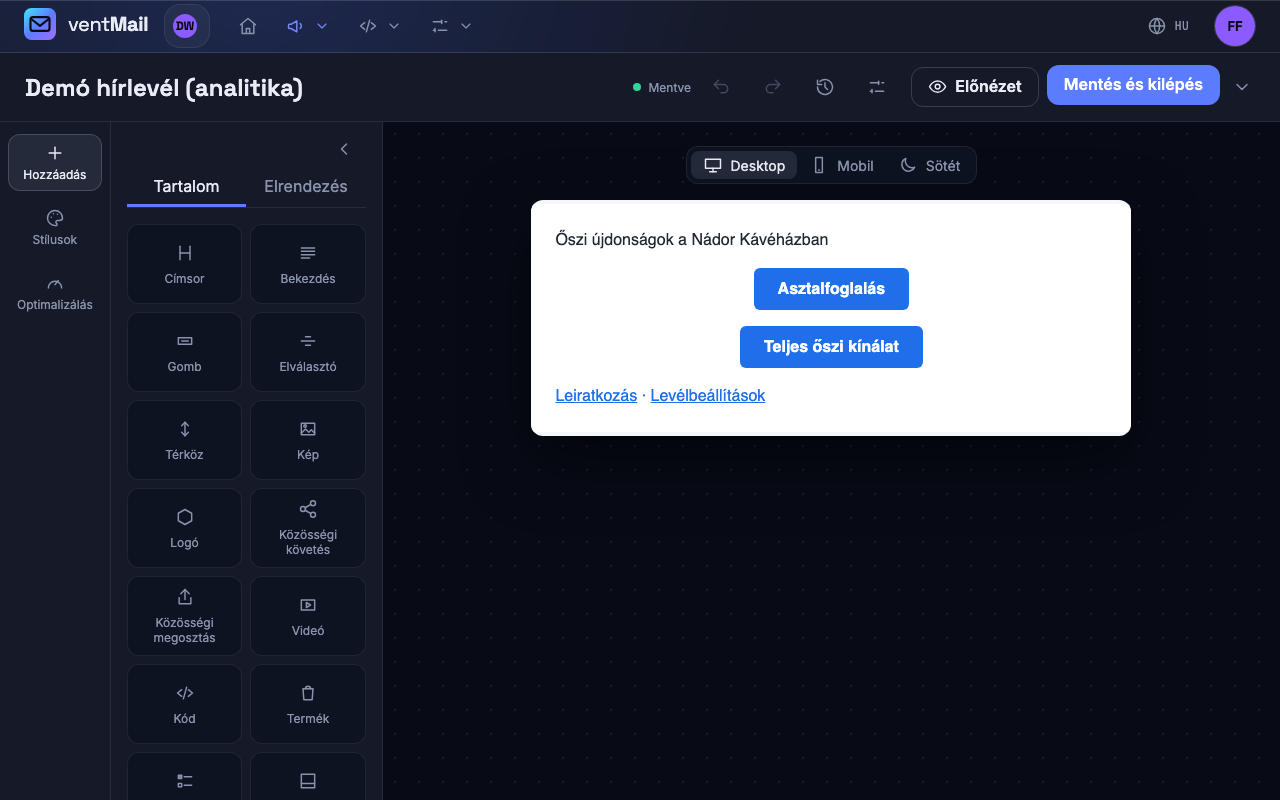 ventMail
DW
HU
FF
Demó hírlevél (analitika)
Mentve
Előnézet
Mentés és kilépés
Hozzáadás
Stílusok
Optimalizálás
Tartalom
Elrendezés
Címsor
Bekezdés
Gomb
Elválasztó
Térköz
Kép
Logó
Közösségi
követés
Közösségi
megosztás
Videó
Kód
Termék
Desktop
Mobil
Sötét
Őszi újdonságok a Nádor Kávéházban
Asztalfoglalás
Teljes őszi kínálat
Leiratkozás · Levélbeállítások